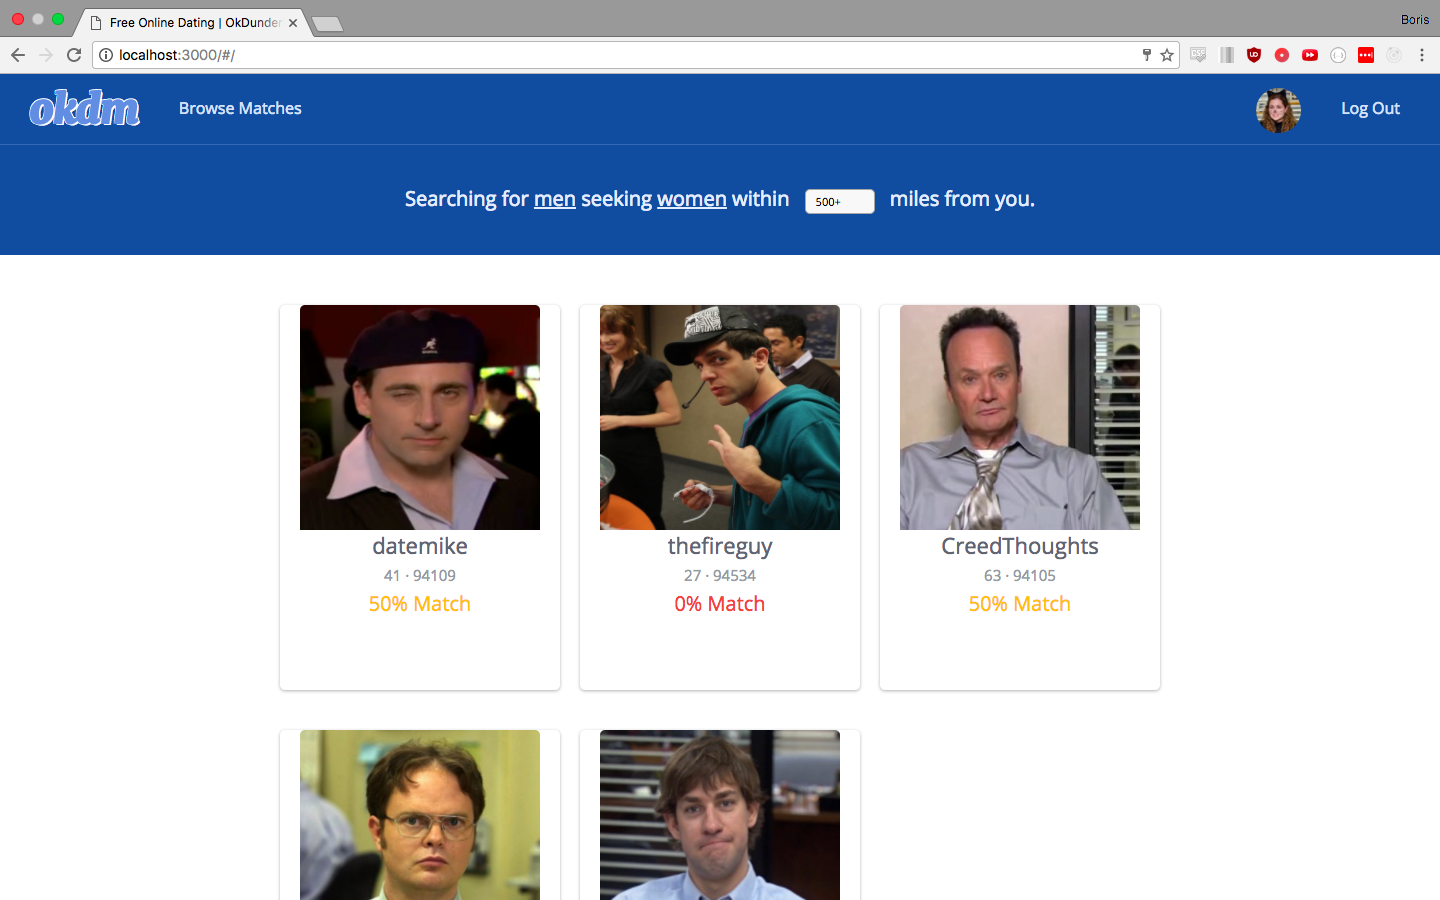 Free Online Dating | OkDunder
Boris
localhost:3000/#/
okdm
Browse Matches
Log Out
Searching for men seeking women within 500+ miles from you.
datemike
41 · 94109
50% Match
thefireguy
27 · 94534
0% Match
CreedThoughts
63 · 94105
50% Match